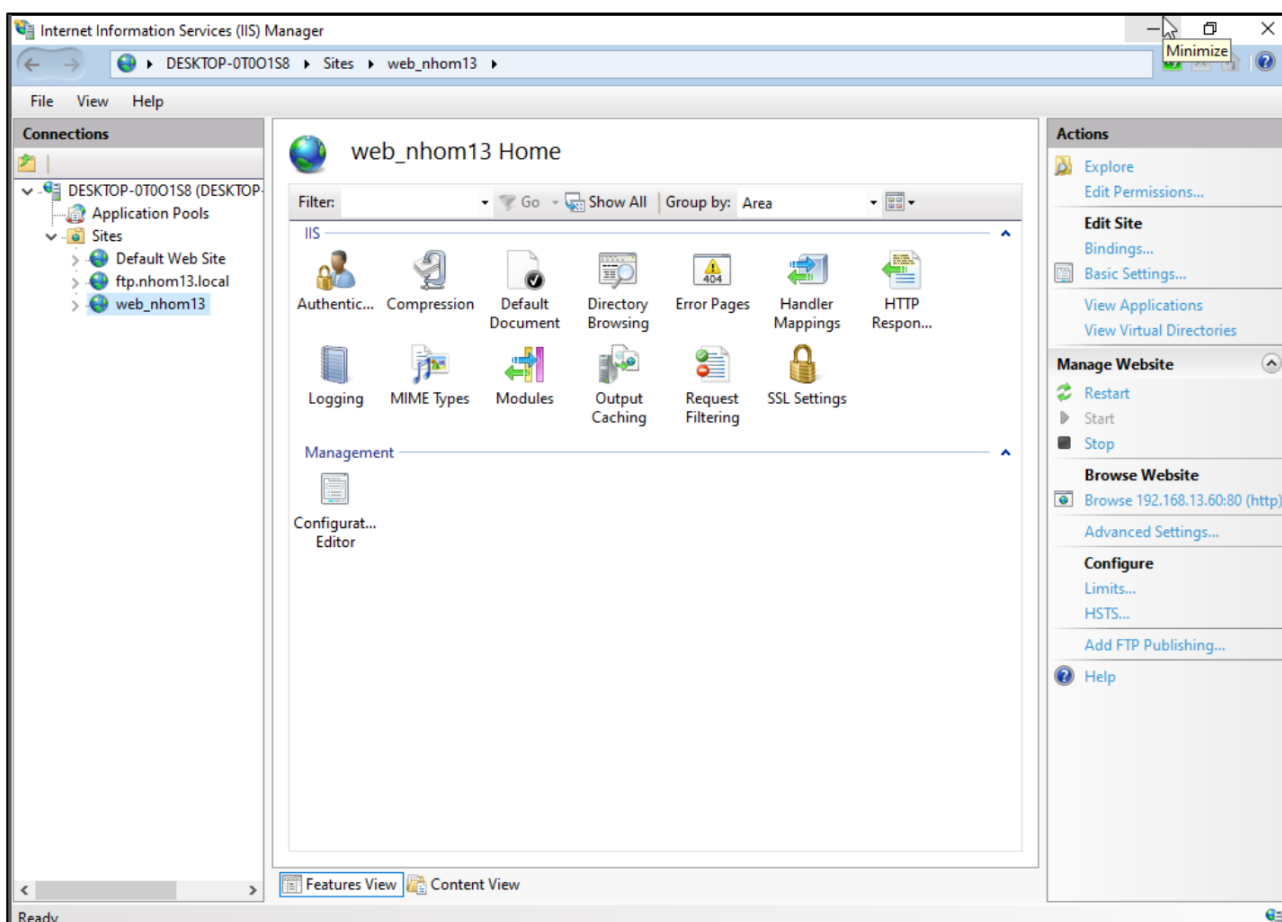 Internet Information Services (IIS) Manager
Minimize
DESKTOP-0T0O1S8 Sites web_nhom13
File View Help
Connections
DESKTOP-0T0O1S8 (DESKTOP-
Application Pools
Sites
Default Web Site
ftp.nhom13.local
web_nhom13
web_nhom13 Home
Filter: Go Show All Group by: Area
IIS
Authentic... Compression Default Document Directory Browsing Error Pages Handler Mappings HTTP Respon...
404
Logging MIME Types Modules Output Caching Request Filtering SSL Settings
Management
Configurat... Editor
Features View Content View
Ready
Actions
Explore
Edit Permissions...
Edit Site
Bindings...
Basic Settings...
View Applications
View Virtual Directories
Manage Website
Restart
Start
Stop
Browse Website
Browse 192.168.13.60:80 (http)
Advanced Settings...
Configure
Limits...
HSTS...
Add FTP Publishing...
Help